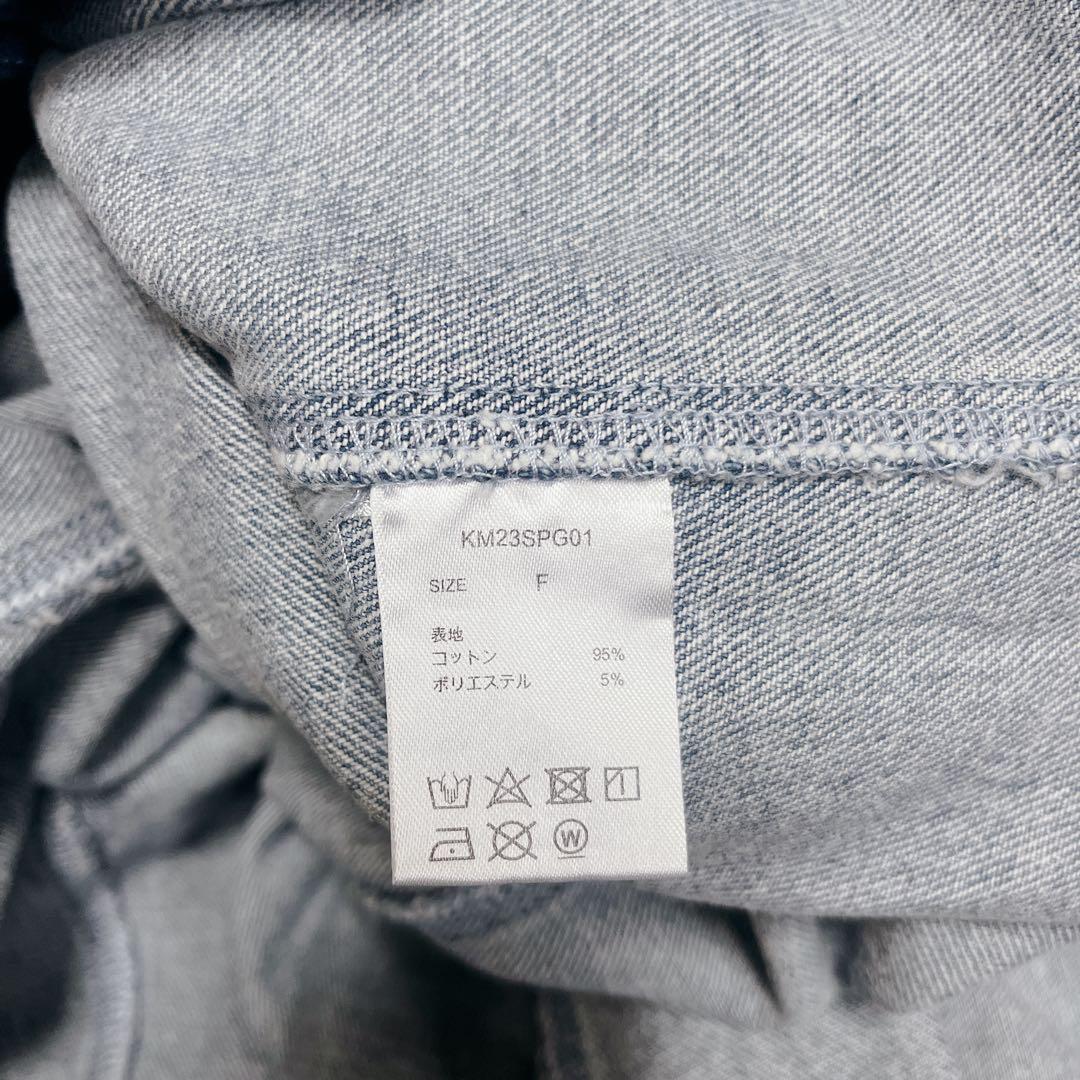 KM23SPG01
SIZE F
表地
コットン 95%
ポリエステル 5%
W